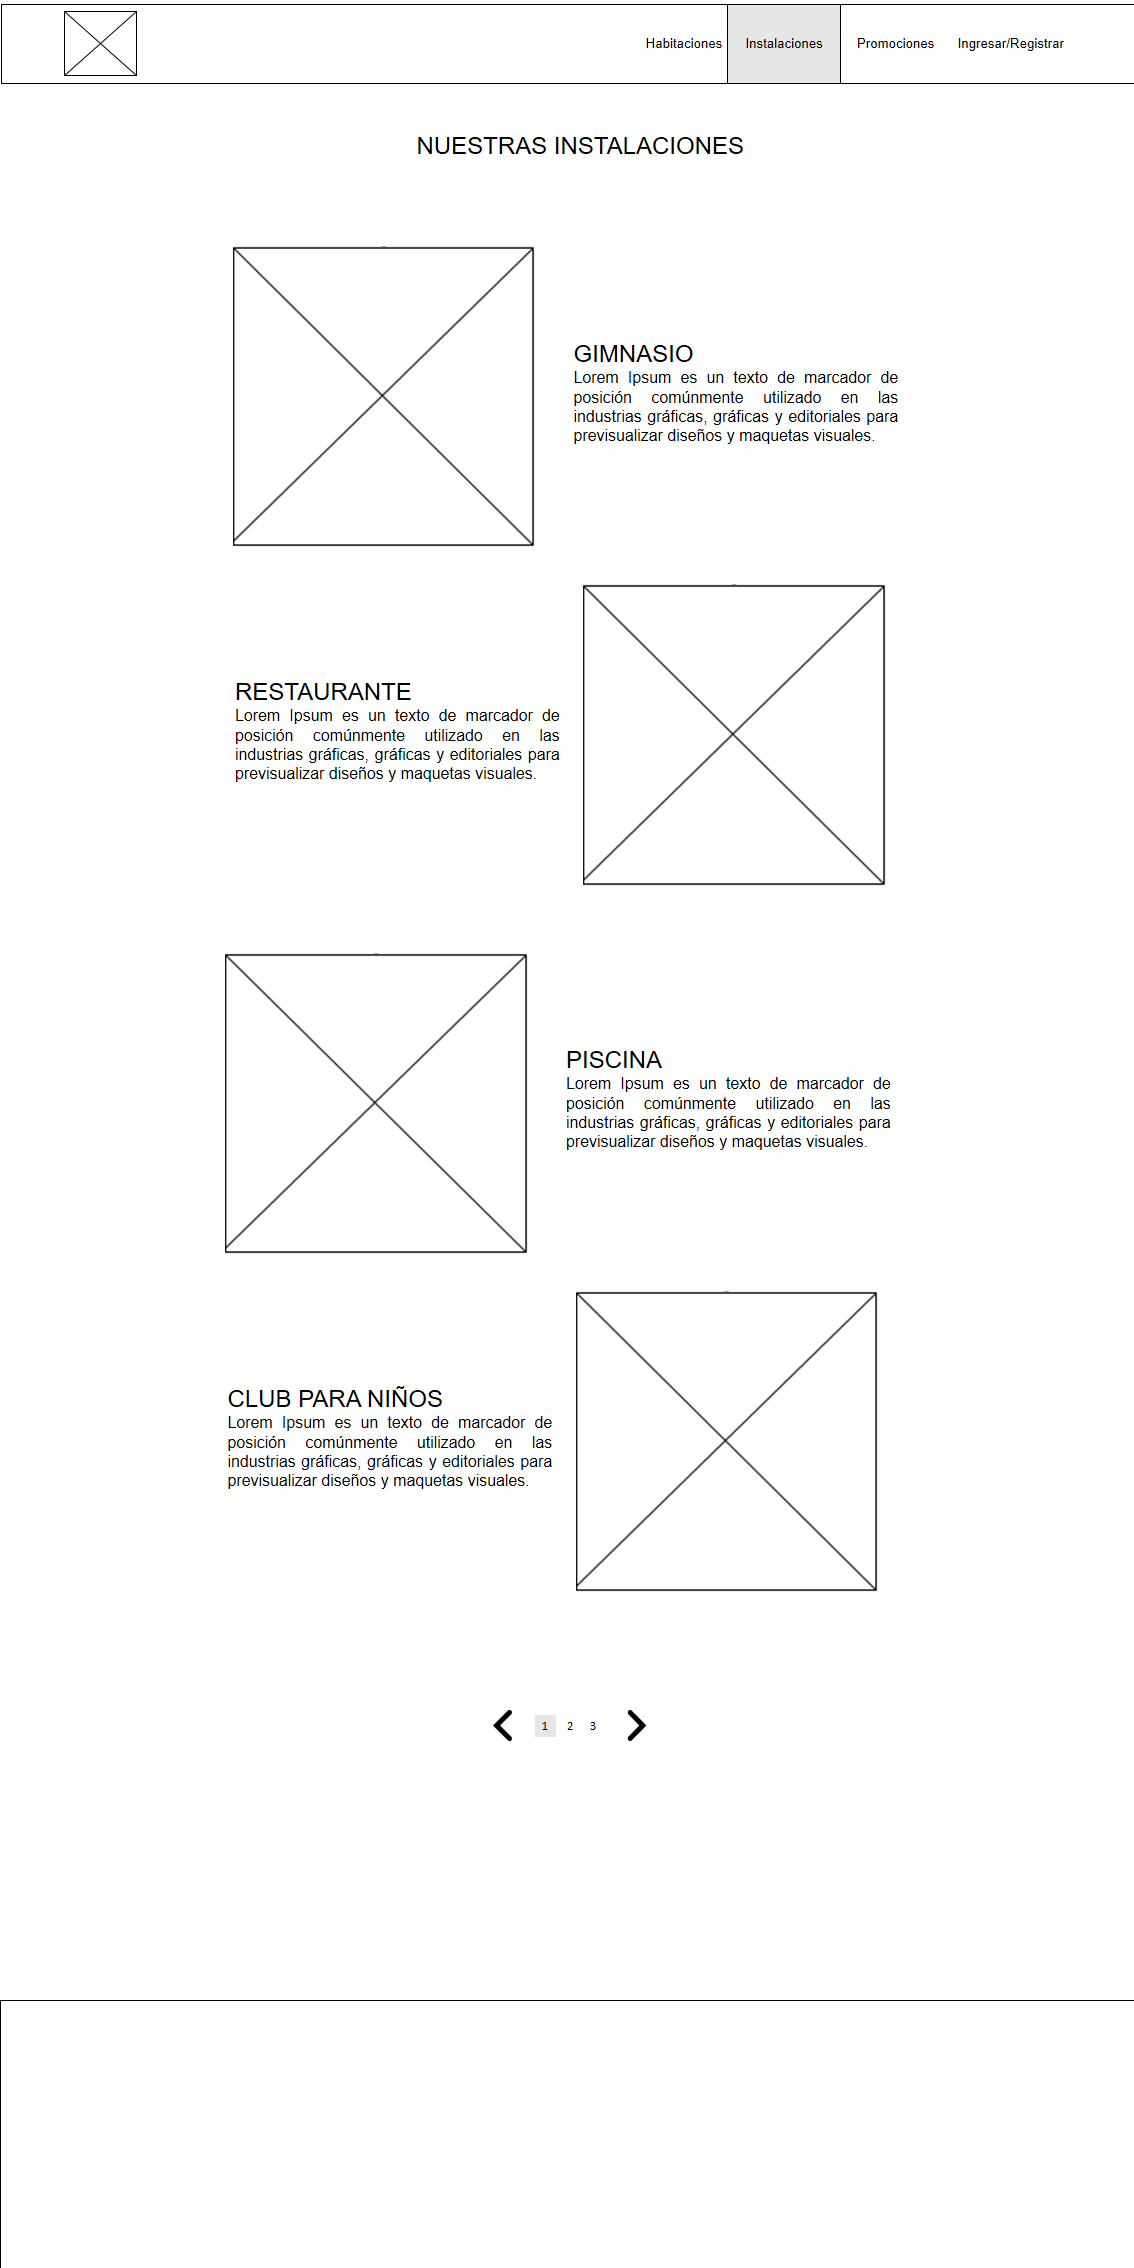 Habitaciones Instalaciones Promociones Ingresar/Registrar
NUESTRAS INSTALACIONES
GIMNASIO
Lorem Ipsum es un texto de marcador de
posición comúnmente utilizado en las
industrias gráficas, gráficas y editoriales para
previsualizar diseños y maquetas visuales.
RESTAURANTE
Lorem Ipsum es un texto de marcador de
posición comúnmente utilizado en las
industrias gráficas, gráficas y editoriales para
previsualizar diseños y maquetas visuales.
PISCINA
Lorem Ipsum es un texto de marcador de
posición comúnmente utilizado en las
industrias gráficas, gráficas y editoriales para
previsualizar diseños y maquetas visuales.
CLUB PARA NIÑOS
Lorem Ipsum es un texto de marcador de
posición comúnmente utilizado en las
industrias gráficas, gráficas y editoriales para
previsualizar diseños y maquetas visuales.
1 2 3